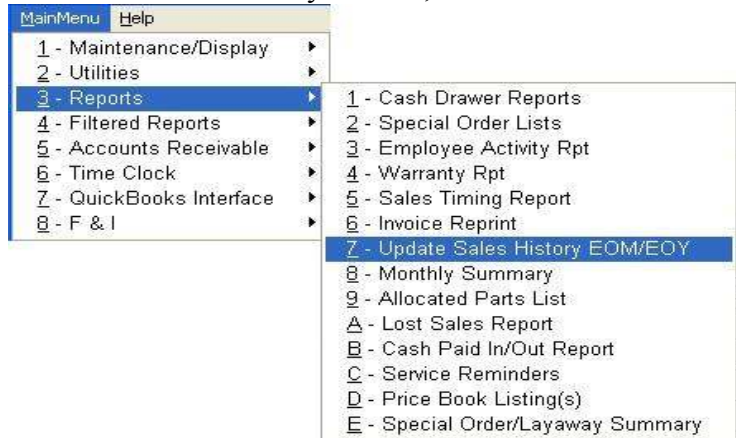 MainMenu Help
1 - Maintenance/Display
2 - Utilities
3 - Reports
4 - Filtered Reports
5 - Accounts Receivable
6 - Time Clock
7 - QuickBooks Interface
8 - F & I
1 - Cash Drawer Reports
2 - Special Order Lists
3 - Employee Activity Rpt
4 - Warranty Rpt
5 - Sales Timing Report
6 - Invoice Reprint
7 - Update Sales History EOM/EOY
8 - Monthly Summary
9 - Allocated Parts List
A - Lost Sales Report
B - Cash Paid In/Out Report
C - Service Reminders
D - Price Book Listing(s)
E - Special Order/Layaway Summary